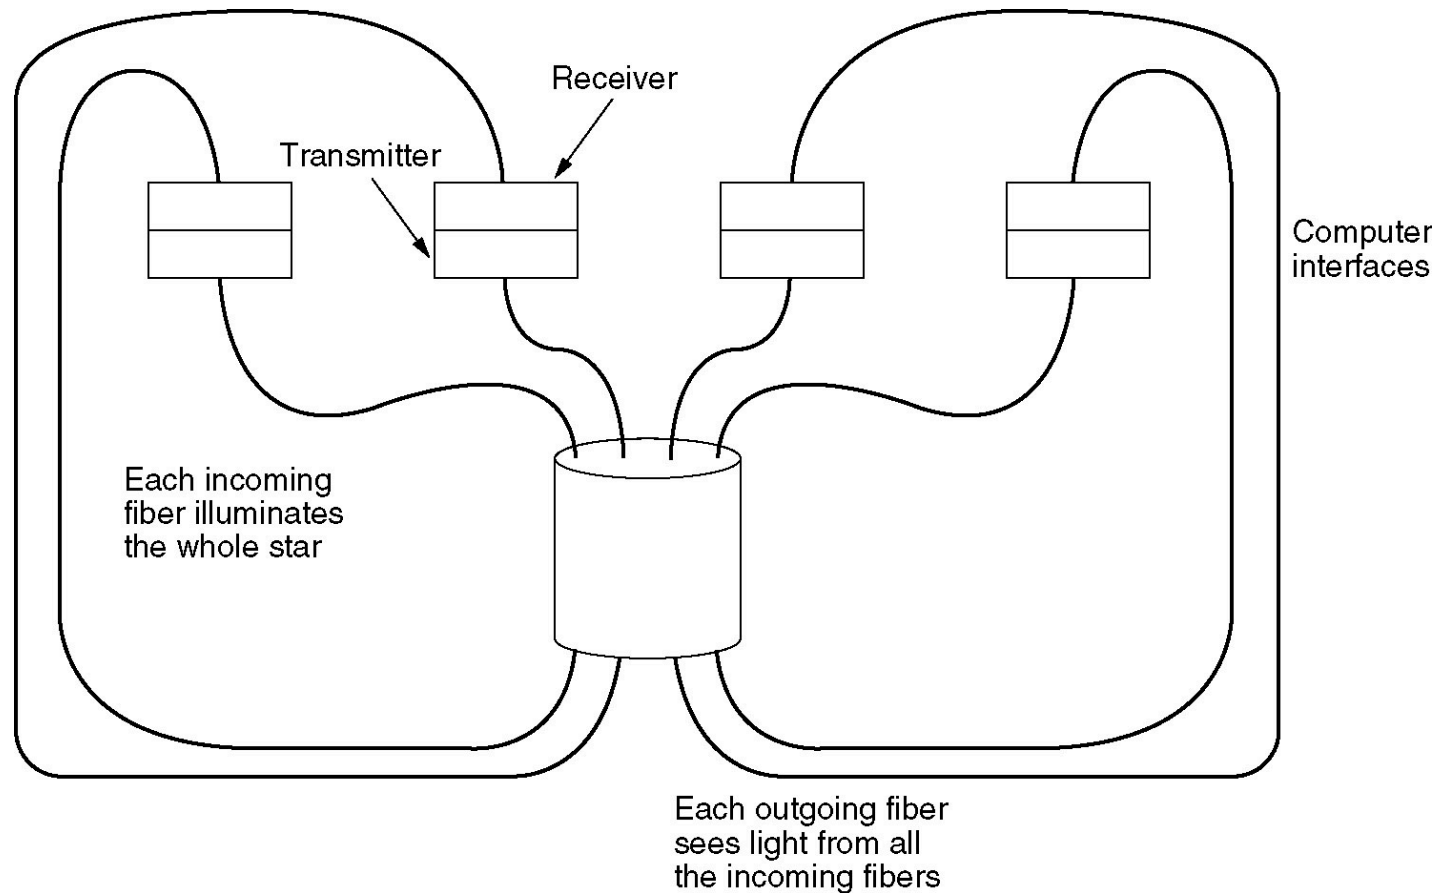 Receiver
Transmitter
Computer
interfaces
Each incoming
fiber illuminates
the whole star
Each outgoing fiber
sees light from all
the incoming fibers